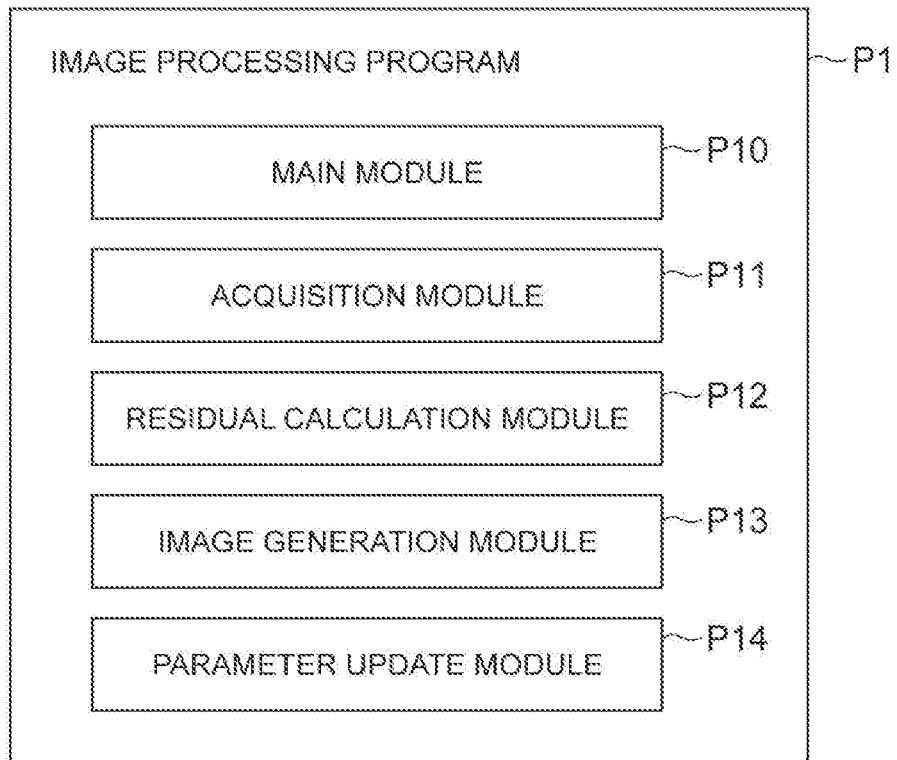 IMAGE PROCESSING PROGRAM
P1
MAIN MODULE
P10
ACQUISITION MODULE
P11
RESIDUAL CALCULATION MODULE
P12
IMAGE GENERATION MODULE
P13
PARAMETER UPDATE MODULE
P14